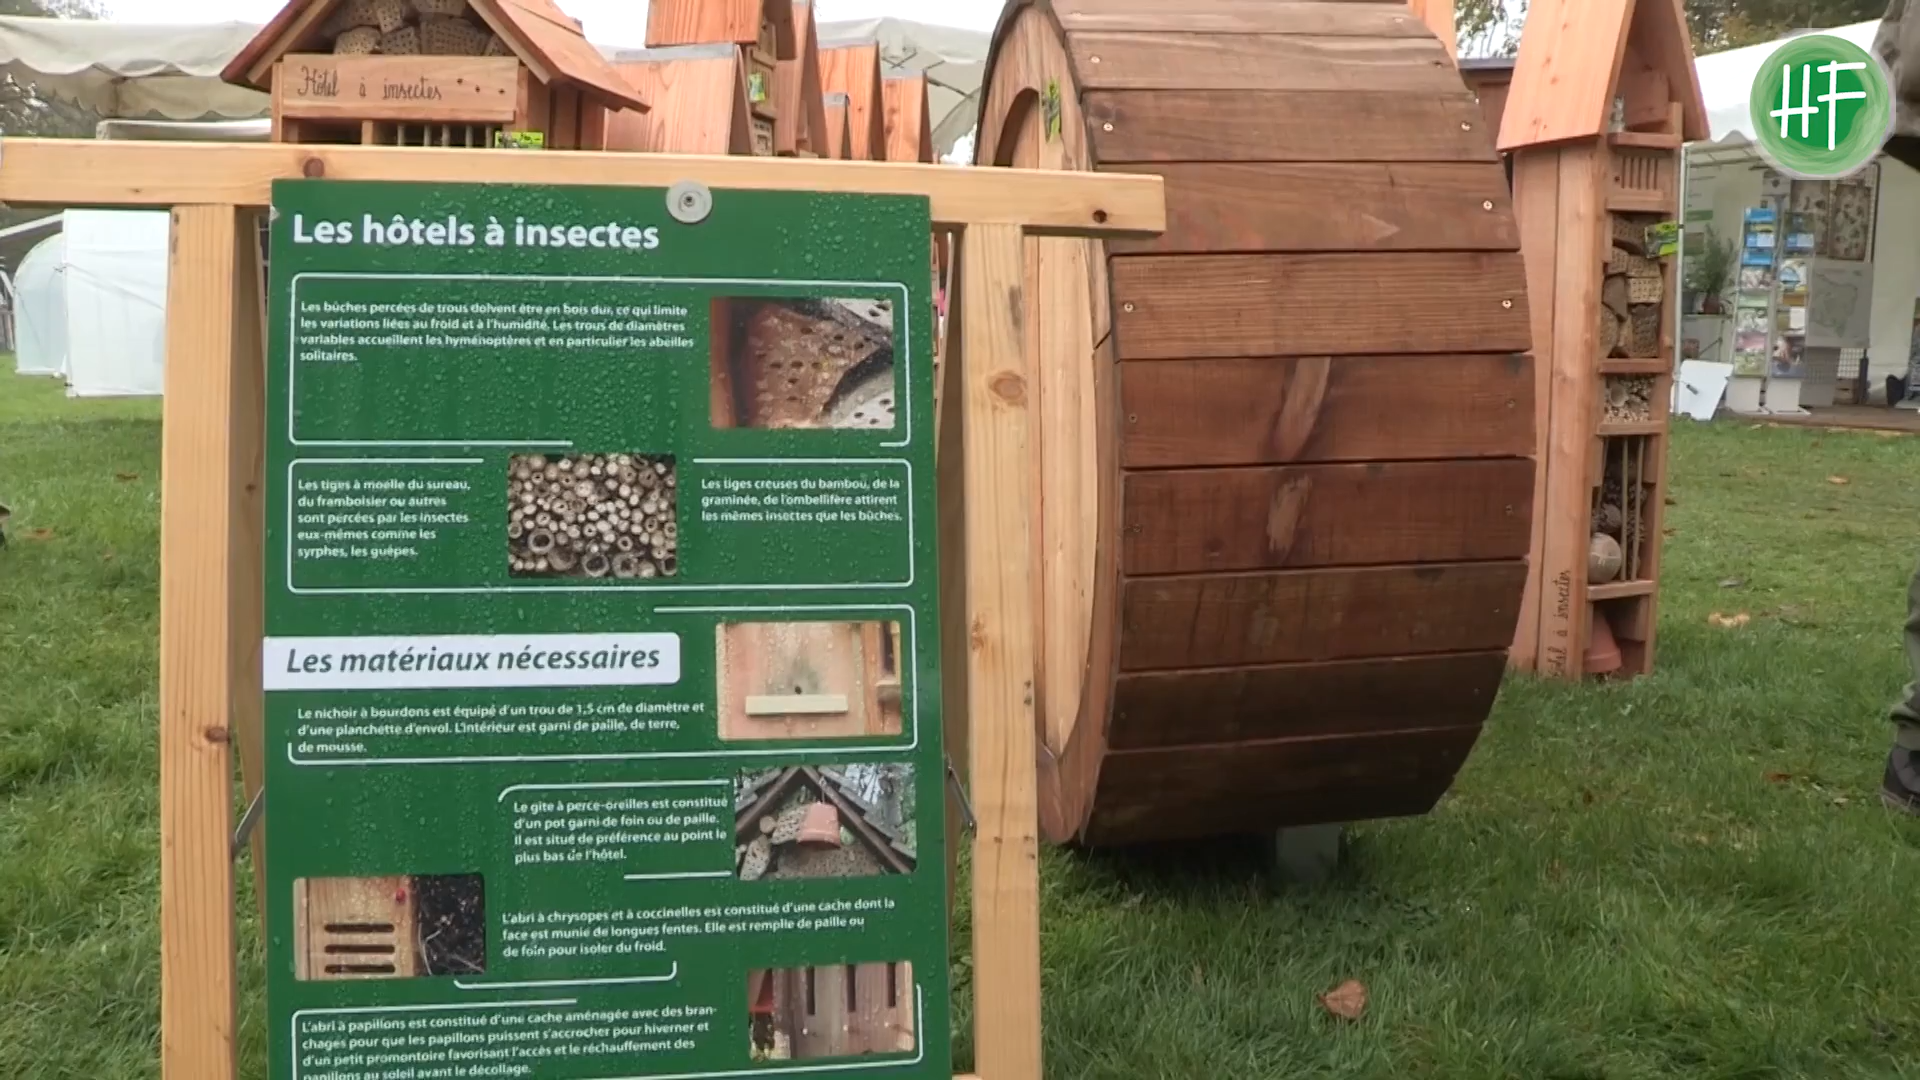 HF
Hôtel à insectes
Les hôtels à insectes
Les bûches percées de trous doivent être en bois dur, ce qui limite
les variations liées au froid et à l'humidité. Les trous de diamètres
variables accueillent les hyménoptères et en particulier les abeilles
solitaires.
Les tiges à moelle du sureau,
du framboisier ou autres
sont percées par les insectes
eux-mêmes comme les
syrphes, les guêpes.
Les tiges creuses du bambou, de la
graminée, de l'ombellifère attirent
les mêmes insectes que les bûches.
Les matériaux nécessaires
Le nichoir à bourdons est équipé d'un trou de 1,5 cm de diamètre et
d'une planchette d'envol. L'intérieur est garni de paille, de terre,
de mousse.
Le gite à perce-oreilles est constitué
d'un pot garni de foin ou de paille.
Il est situé de préférence au point le
plus bas de l'hôtel.
L'abri à chrysopes et à coccinelles est constitué d'une cache dont la
face est munie de longues fentes. Elle est remplie de paille ou
de foin pour isoler du froid.
L'abri à papillons est constitué d'une cache aménagée avec des bran-
chages pour que les papillons puissent s'accrocher pour hiverner et
d'un petit promontoire favorisant l'accès et le réchauffement des
papillons au soleil avant le décollage.
Hôtel à insectes